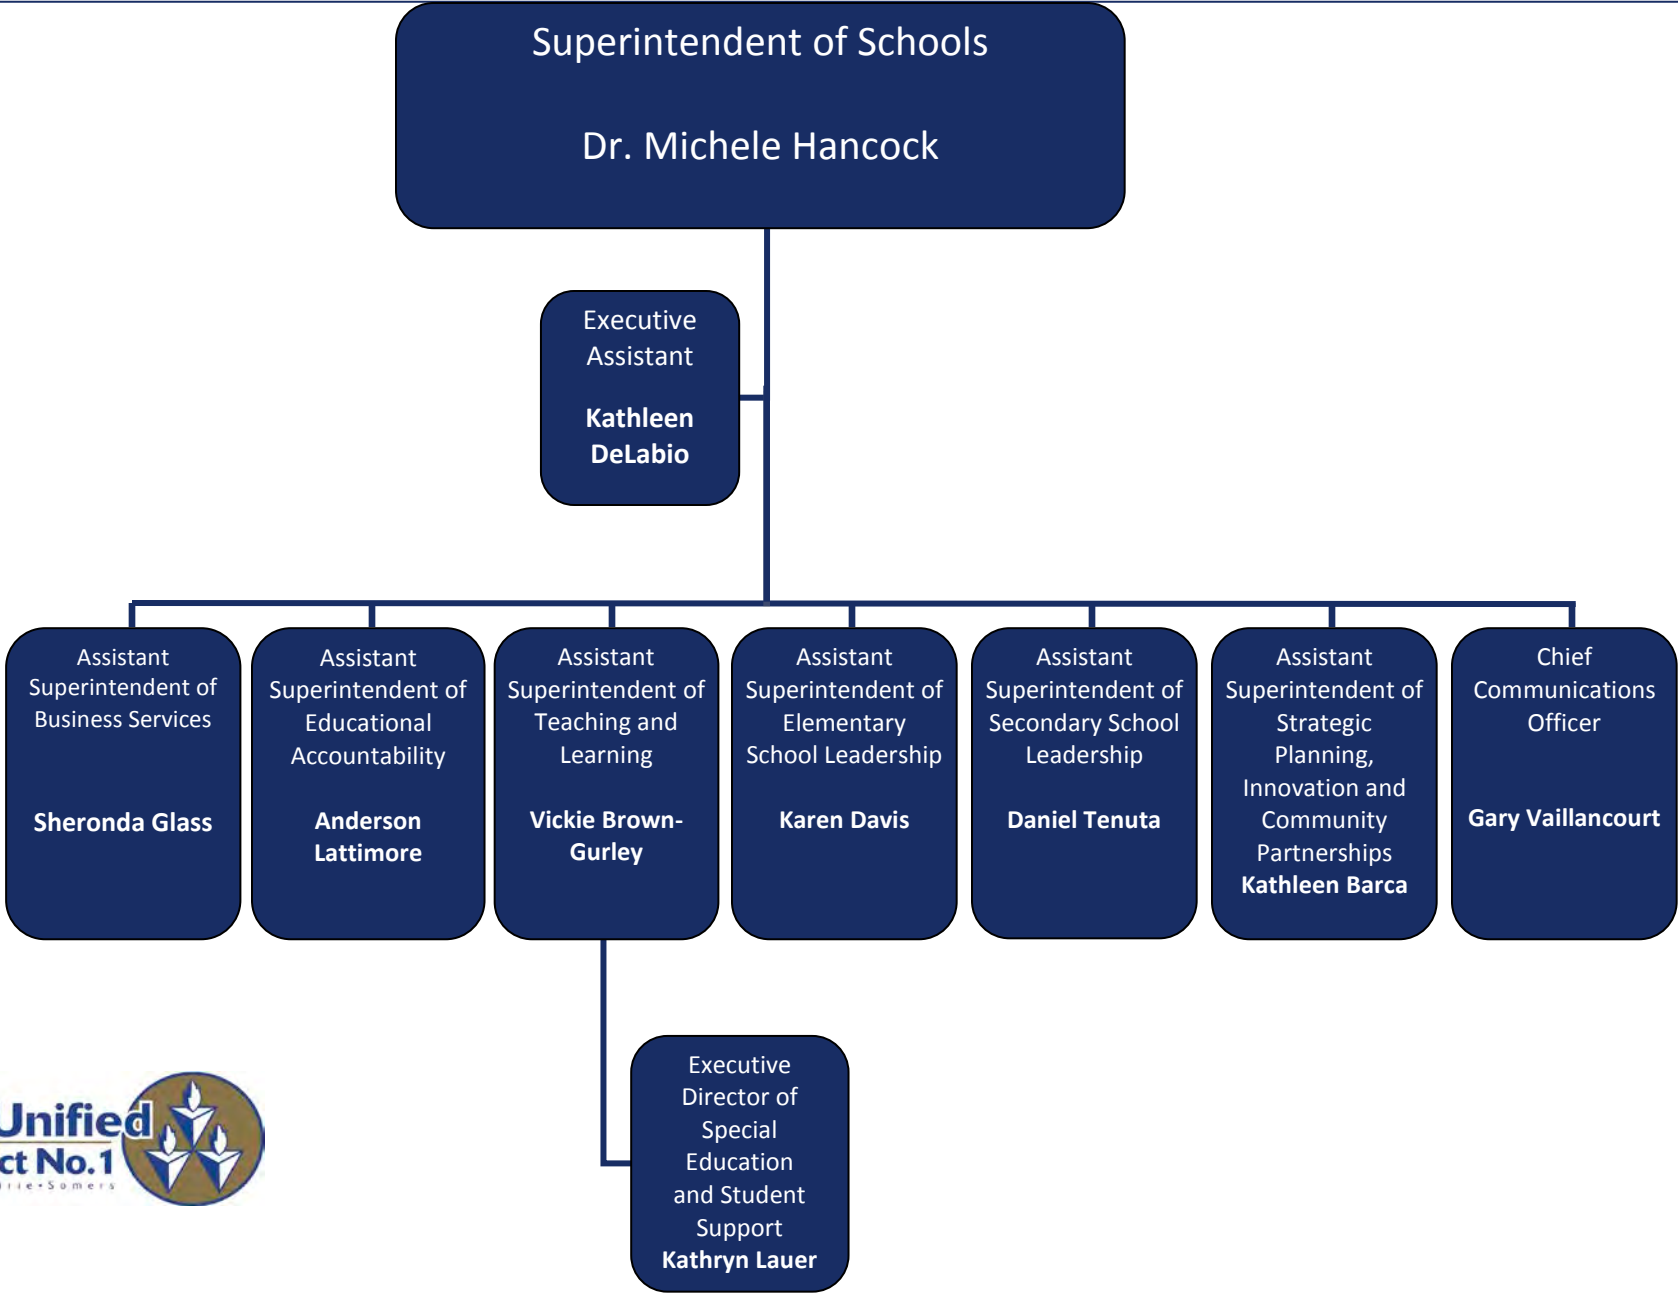 Superintendent of Schools
Dr. Michele Hancock
Executive
Assistant
Kathleen
DeLabio
Assistant
Superintendent of
Business Services
Sheronda Glass
Assistant
Superintendent of
Educational
Accountability
Anderson
Lattimore
Assistant
Superintendent of
Teaching and
Learning
Vickie Brown-
Gurley
Assistant
Superintendent of
Elementary
School Leadership
Karen Davis
Assistant
Superintendent of
Secondary School
Leadership
Daniel Tenuta
Assistant
Superintendent of
Strategic
Planning,
Innovation and
Community
Partnerships
Kathleen Barca
Chief
Communications
Officer
Gary Vaillancourt
Executive
Director of
Special
Education
and Student
Support
Kathryn Lauer
Unified
ct No.1
irie•Somers